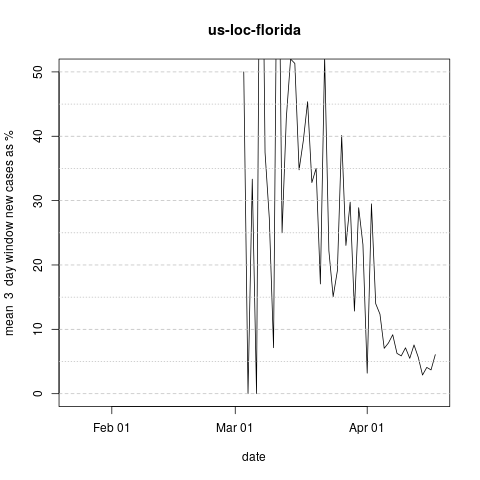 us-loc-florida
mean 3 day window new cases as %
50
40
30
20
10
0
Feb 01
Mar 01
Apr 01
date